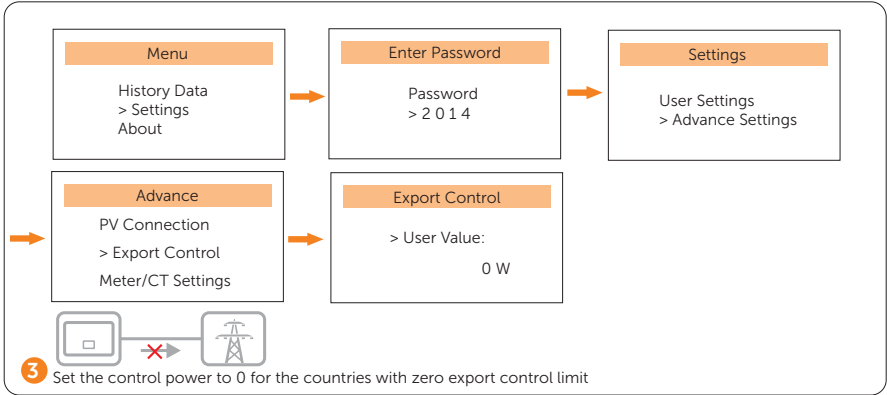 Menu
History Data
> Settings
About
Enter Password
Password
> 2 0 1 4
Settings
User Settings
> Advance Settings
Advance
PV Connection
> Export Control
Meter/CT Settings
Export Control
> User Value:
0 W
3
Set the control power to 0 for the countries with zero export control limit